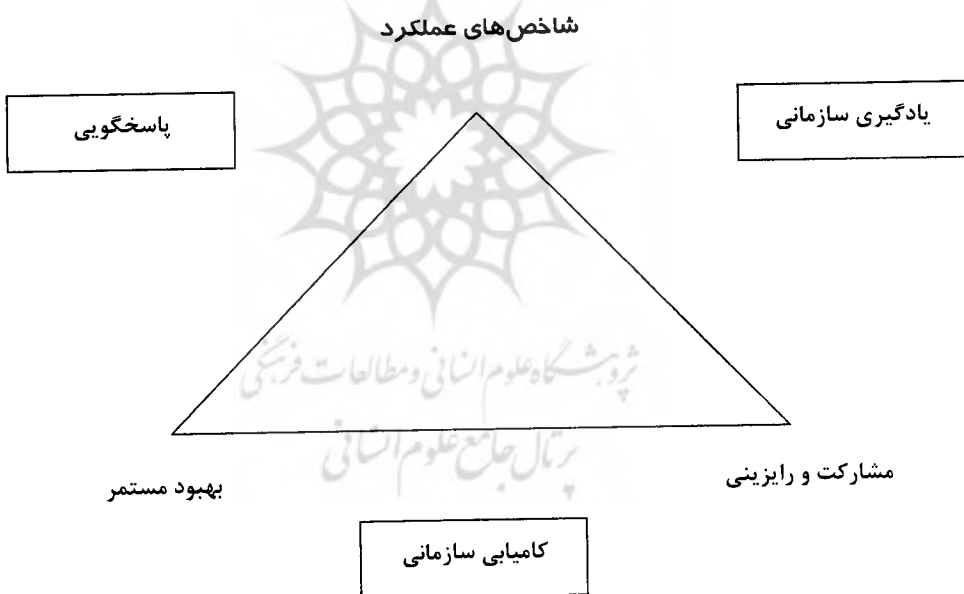 شاخص‌های عملکرد
یادگیری سازمانی
پاسخگویی
پژوهشگاه علوم انسانی و مطالعات فرهنگی
پرتال جامع علوم انسانی
مشارکت و رایزینی
بهبود مستمر
کامیابی سازمانی